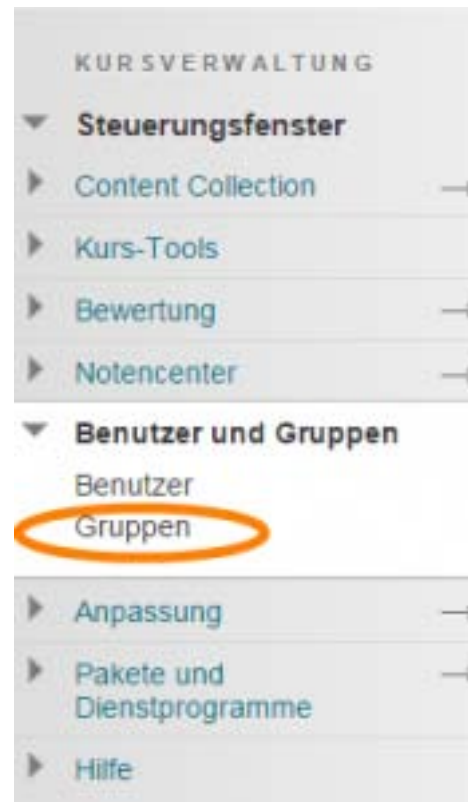 KURSVERWALTUNG
Steuerungsfenster
Content Collection
Kurs-Tools
Bewertung
Notencenter
Benutzer und Gruppen
Benutzer
Gruppen
Anpassung
Pakete und
Dienstprogramme
Hilfe